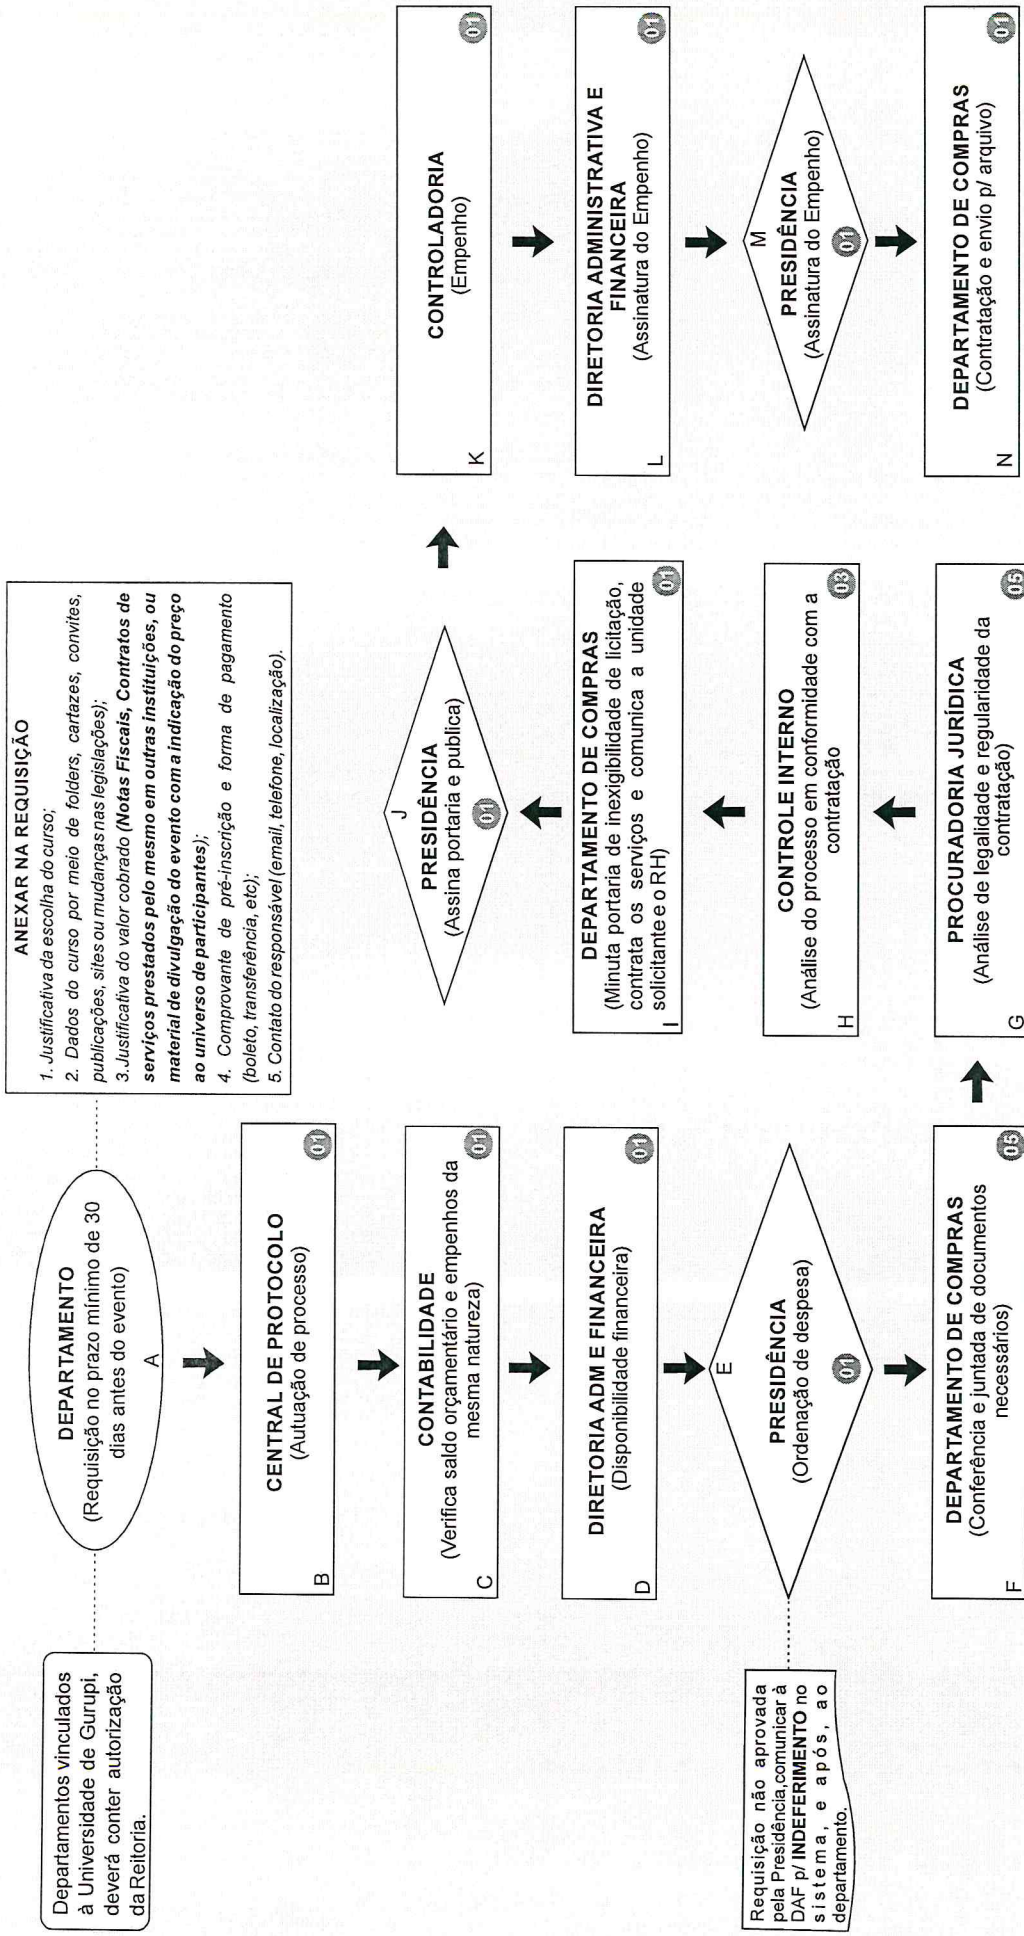 Departamentos vinculados
à Universidade de Gurupi,
deverá conter autorização
da Reitoria.
DEPARTAMENTO
(Requisição no prazo mínimo de 30
dias antes do evento)
A
ANEXAR NA REQUISIÇÃO
1. Justificativa da escolha do curso;
2. Dados do curso por meio de folders, cartazes, convites,
publicações, sites ou mudanças nas legislações);
3. Justificativa do valor cobrado (Notas Fiscais, Contratos de
serviços prestados pelo mesmo em outras instituições, ou
material de divulgação do evento com a indicação do preço
ao universo de participantes);
4. Comprovante de pré-inscrição e forma de pagamento
(boleto, transferência, etc);
5. Contato do responsável (email, telefone, localização).
CENTRAL DE PROTOCOLO
(Autuação de processo)
B
01
CONTABILIDADE
(Verifica saldo orçamentário e empenhos da
mesma natureza)
C
01
DIRETORIA ADM E FINANCEIRA
(Disponibilidade financeira)
D
01
E
PRESIDÊNCIA
(Ordenação de despesa)
01
Requisição não aprovada
pela Presidência,comunicar à
DAF p/ INDEFERIMENTO no
sistema, e após, ao
departamento.
DEPARTAMENTO DE COMPRAS
(Conferência e juntada de documentos
necessários)
F
05
PROCURADORIA JURÍDICA
(Análise de legalidade e regularidade da
contratação)
G
05
CONTROLE INTERNO
(Análise do processo em conformidade com a
contratação
H
03
DEPARTAMENTO DE COMPRAS
(Minuta portaria de inexigibilidade de licitação,
contrata os serviços e comunica a unidade
solicitante e o RH)
I
01
J
PRESIDÊNCIA
(Assina portaria e publica)
01
CONTROLADORIA
(Empenho)
K
01
DIRETORIA ADMINISTRATIVA E
FINANCEIRA
(Assinatura do Empenho)
L
01
M
PRESIDÊNCIA
(Assinatura do Empenho)
01
DEPARTAMENTO DE COMPRAS
(Contratação e envio p/ arquivo)
N
01